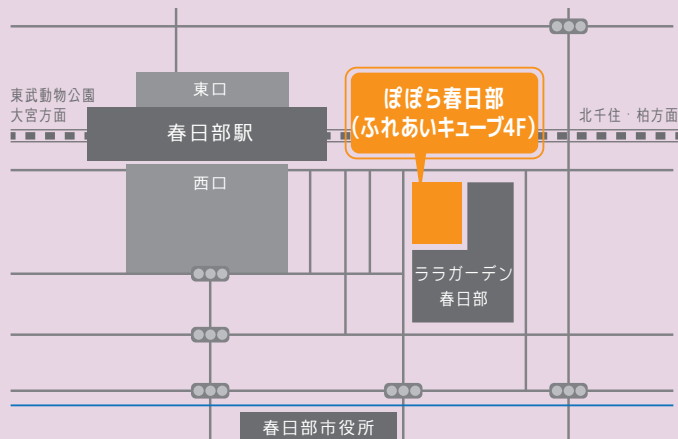 東口
東武動物公園
大宮方面
春日部駅
ぽぽら春日部
(ふれあいキューブ4F)
北千住・柏方面
西口
ララガーデン
春日部
春日部市役所